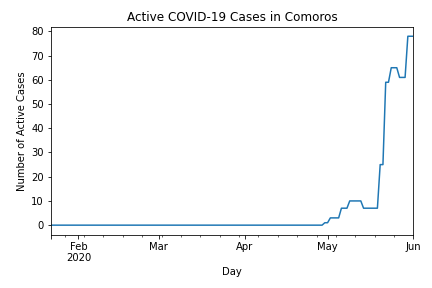 Active COVID-19 Cases in Comoros
Number of Active Cases
80
70
60
50
40
30
20
10
0
Feb Mar Apr May Jun
2020
Day